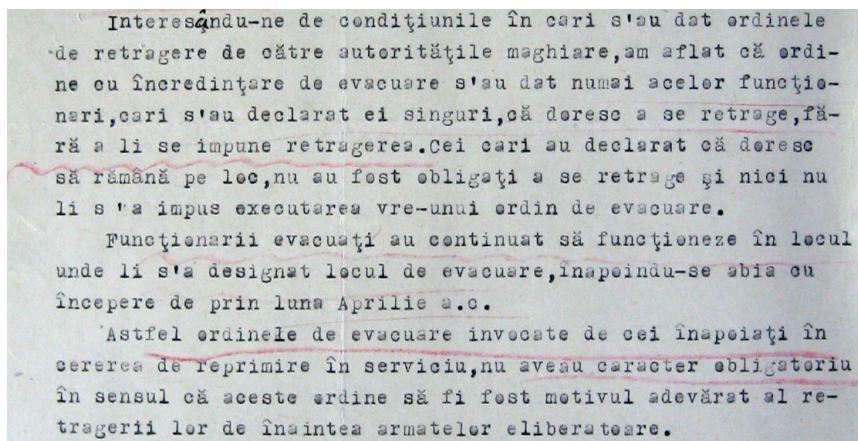 Interesându-ne de condiţiunile în cari s'au dat ordinele
de retragere de către autorităţile maghiare,am aflat că ordi-
ne cu încredinţare de evacuare s'au dat numai acelor funcţio-
nari,cari s'au declarat ei singuri,că doresc a se retrage,fă-
ră a li se impune retragerea.Cei cari au declarat că doresc
să rămână pe loc,nu au fost obligaţi a se retrage şi nici nu
li s'a impus executarea vre-unui ordin de evacuare.
Funcţionarii evacuaţi au continuat să funcţioneze în locul
unde li s'a designat locul de evacuare,înapoindu-se abia cu
începere de prin luna Aprilie a.c.
Astfel ordinele de evacuare invocate de cei înapoiaţi în
cererea de reprimire în serviciu,nu aveau caracter obligatoriu
în sensul că aceste ordine să fi fost motivul adevărat al re-
tragerii lor de înaintea armatelor eliberatoare.